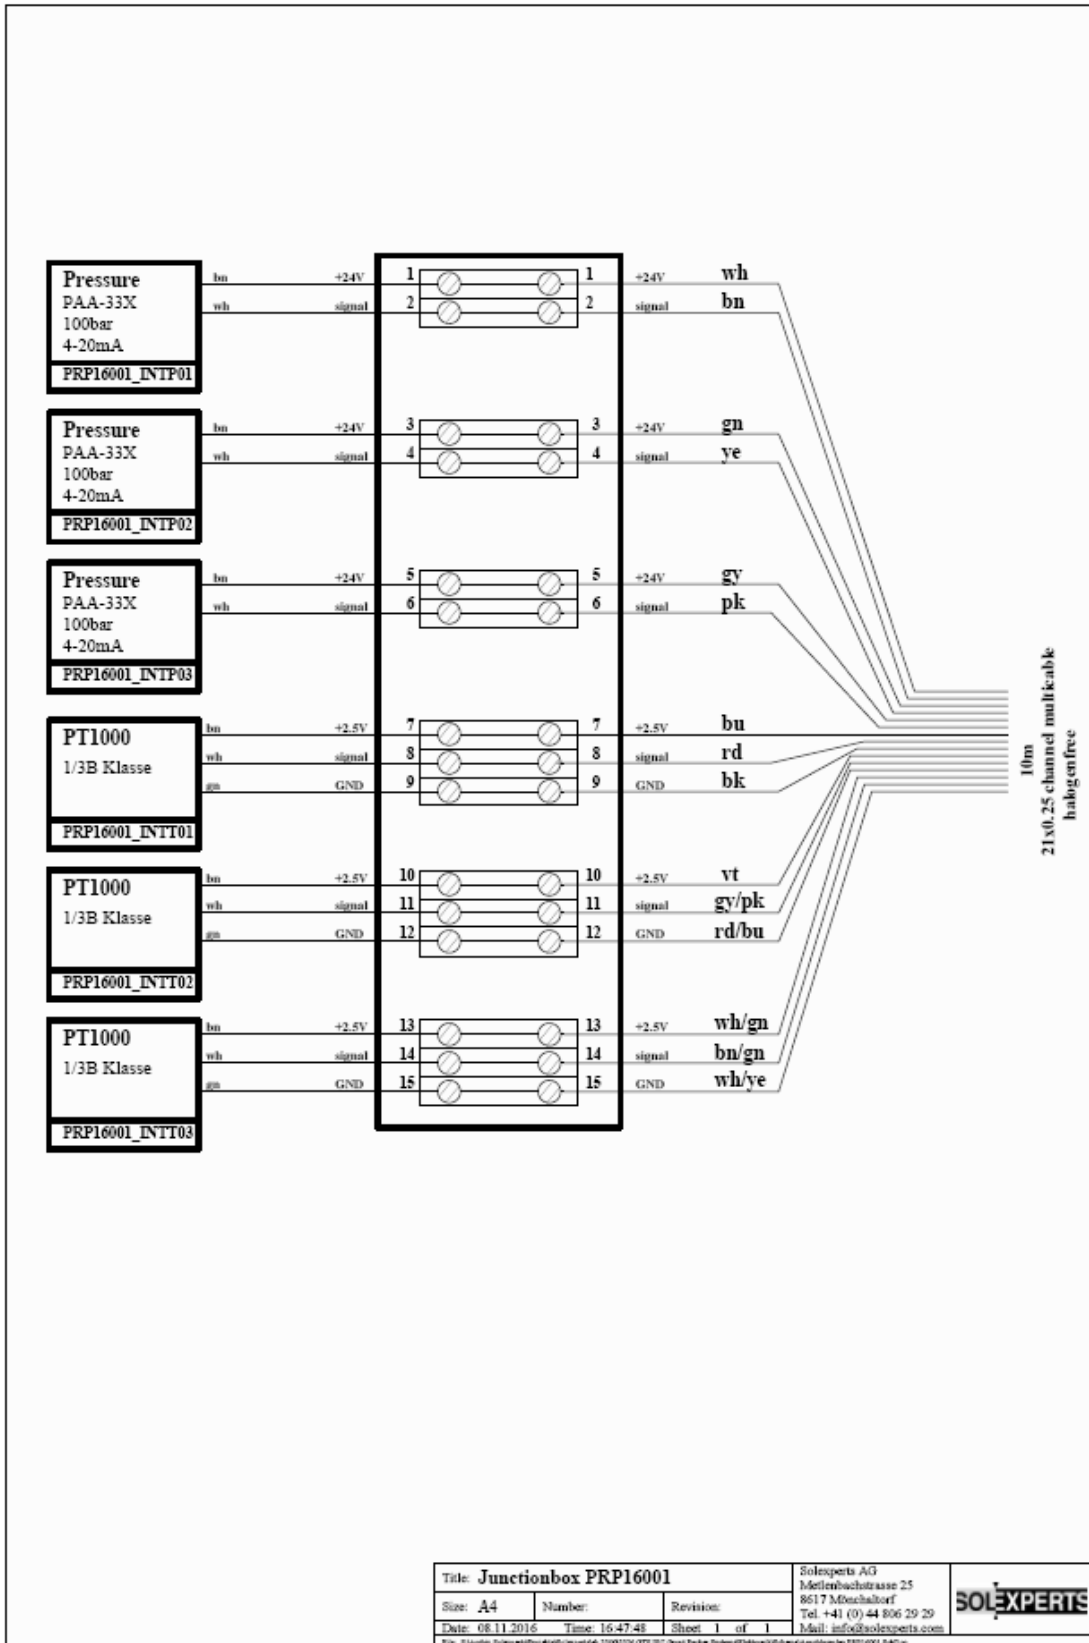 Pressure
PAA-33X
100bar
4-20mA
PRP16001_INTP01
bn +24V 1 1 +24V wh
wh signal 2 2 signal bn
Pressure
PAA-33X
100bar
4-20mA
PRP16001_INTP02
bn +24V 3 3 +24V gn
wh signal 4 4 signal ye
Pressure
PAA-33X
100bar
4-20mA
PRP16001_INTP03
bn +24V 5 5 +24V gy
wh signal 6 6 signal pk
PT1000
1/3B Klasse
PRP16001_INTT01
bn +2.5V 7 7 +2.5V bu
wh signal 8 8 signal rd
gn GND 9 9 GND bk
PT1000
1/3B Klasse
PRP16001_INTT02
bn +2.5V 10 10 +2.5V vt
wh signal 11 11 signal gy/pk
gn GND 12 12 GND rd/bu
PT1000
1/3B Klasse
PRP16001_INTT03
bn +2.5V 13 13 +2.5V wh/gn
wh signal 14 14 signal bn/gn
gn GND 15 15 GND wh/ye
10m
21x0.25 channel multicable
halogenfree
Title: Junctionbox PRP16001
Size: A4 Number: Revision:
Date: 08.11.2016 Time: 16:47:48 Sheet 1 of 1
Solexperts AG
Mettlenbachstrasse 25
8617 Mönchaltorf
Tel. +41 (0) 44 806 29 29
Mail: info@solexperts.com
SOLEXPERTS